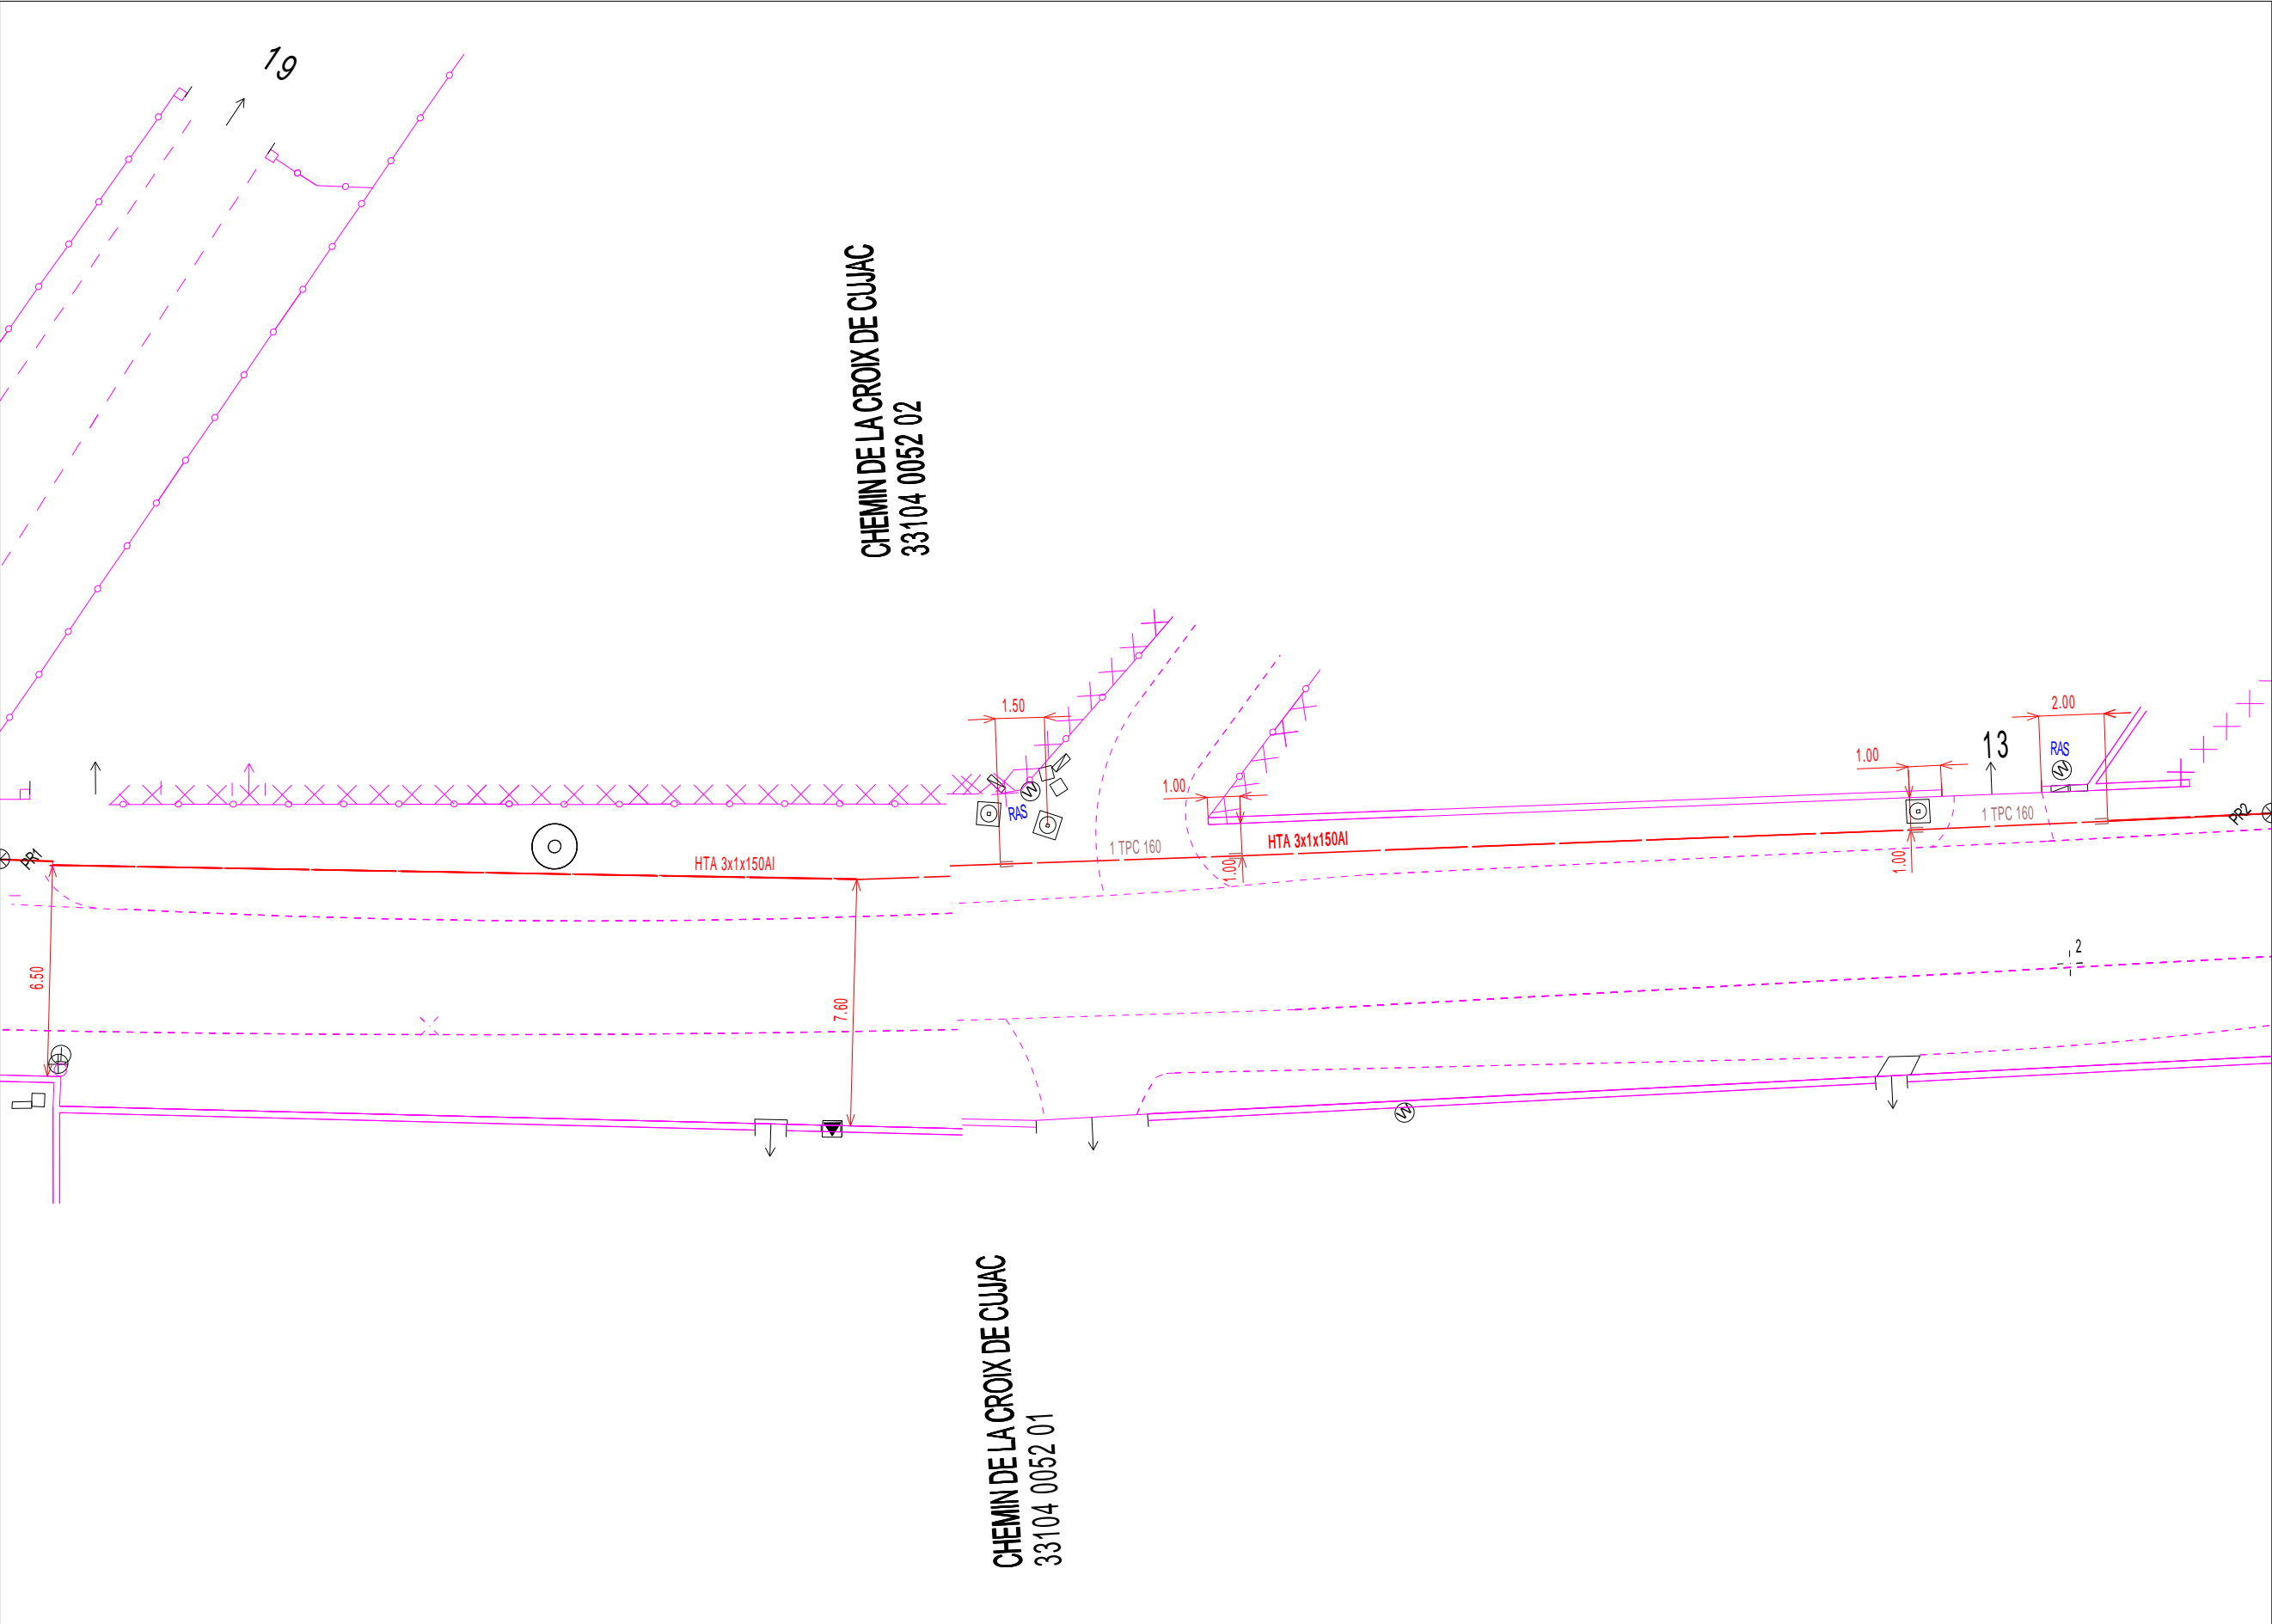 19
CHEMIN DE LA CROIX DE CUJAC
33104 0052 02
1.50
2.00
13
RAS
1.00
1.00
RAS
1 TPC 160
PR2
PR1
HTA 3x1x150Al
1 TPC 160
HTA 3x1x150Al
1.00
1.00
2
6.50
7.60
CHEMIN DE LA CROIX DE CUJAC
33104 0052 01